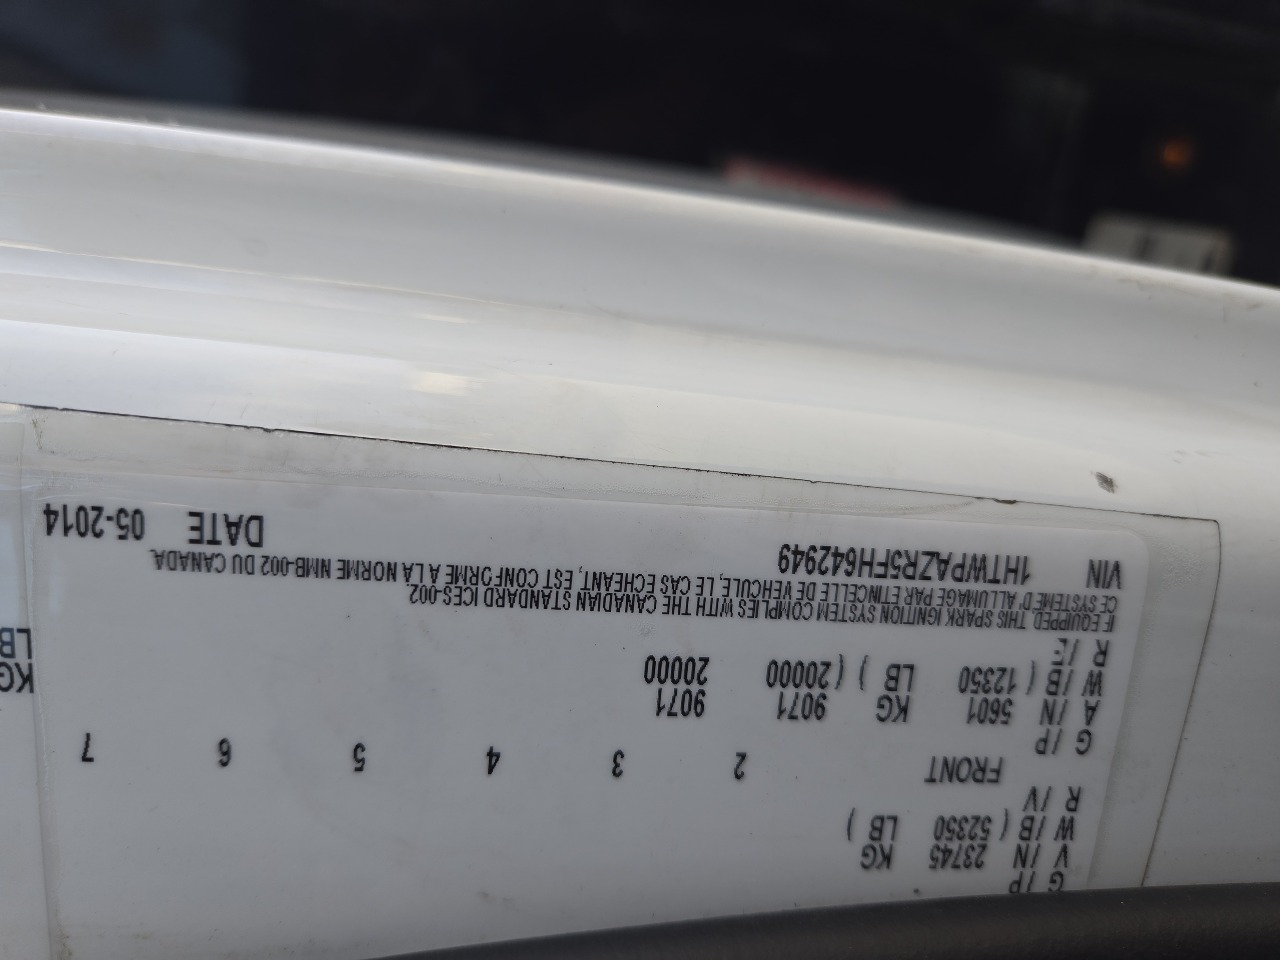 G / P
V / N 23745 KG
W / B ( 52350 LB )
R / V
FRONT 2 3 4 5 6 7
G / P
A / N 5601 KG 9071 9071 KG
W / B ( 12350 LB ) ( 20000 20000 LB
R / E
IF EQUIPPED, THIS SPARK IGNITION SYSTEM COMPLIES WITH THE CANADIAN STANDARD ICES-002
CE SYSTEME D' ALLUMAGE PAR ETINCELLE DE VEHICULE, LE CAS ECHEANT, EST CONFORME A LA NORME NMB-002 DU CANADA.
VIN 1HTWPAZR5FH642949 DATE 05-2014